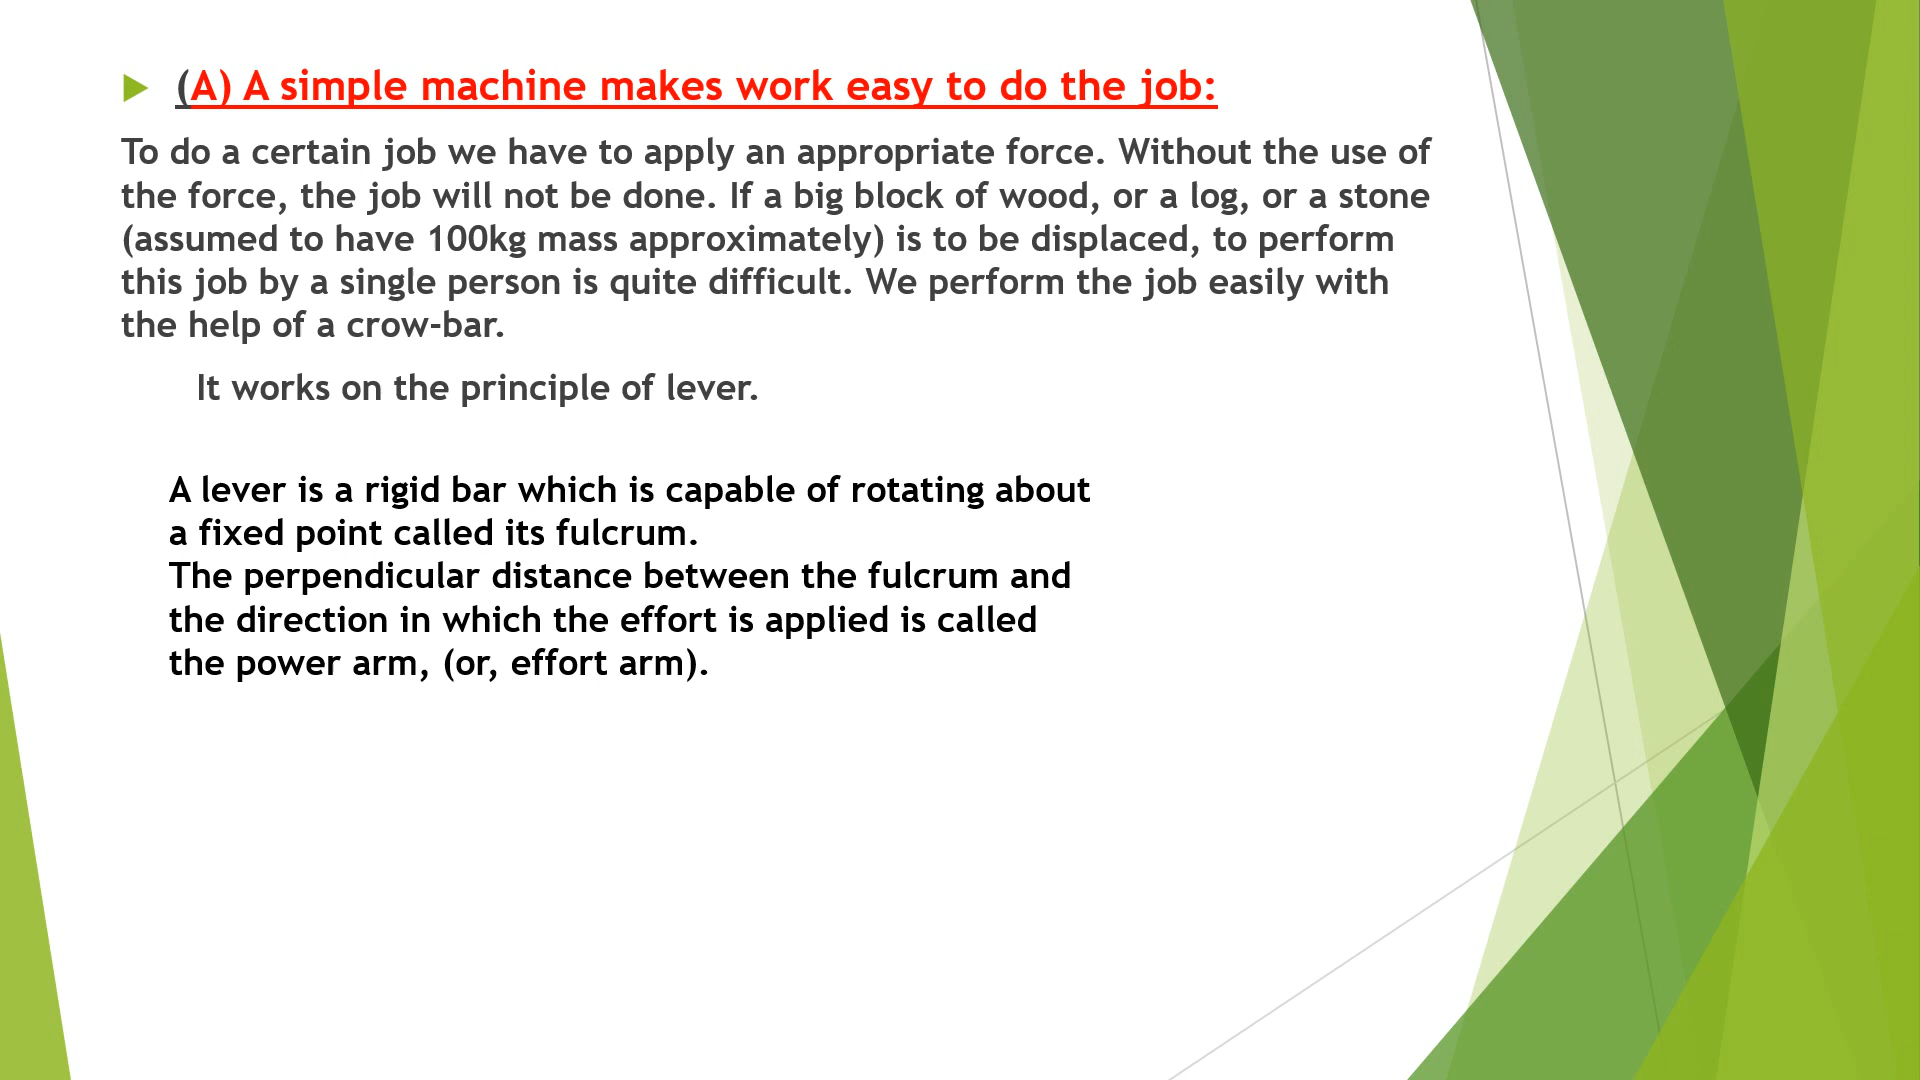 (A) A simple machine makes work easy to do the job:
To do a certain job we have to apply an appropriate force. Without the use of
the force, the job will not be done. If a big block of wood, or a log, or a stone
(assumed to have 100kg mass approximately) is to be displaced, to perform
this job by a single person is quite difficult. We perform the job easily with
the help of a crow-bar.
It works on the principle of lever.
A lever is a rigid bar which is capable of rotating about
a fixed point called its fulcrum.
The perpendicular distance between the fulcrum and
the direction in which the effort is applied is called
the power arm, (or, effort arm).